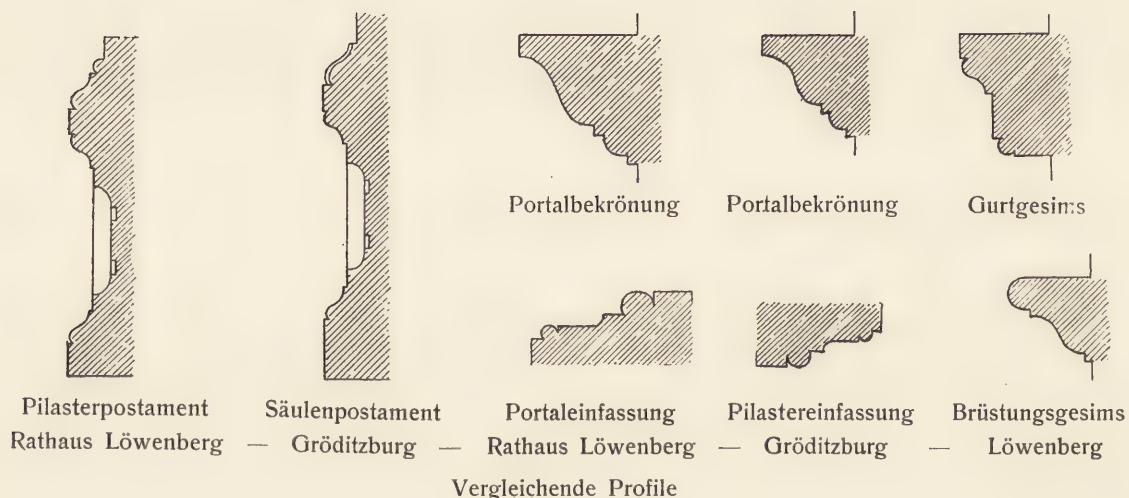 Portalbekrönung Portalbekrönung Gurtgesims
Pilasterpostament Säulenpostament Portaleinfassung Pilastereinfassung Brüstungsgesims
Rathaus Löwenberg — Gröditzburg — Rathaus Löwenberg — Gröditzburg — Löwenberg
Vergleichende Profile